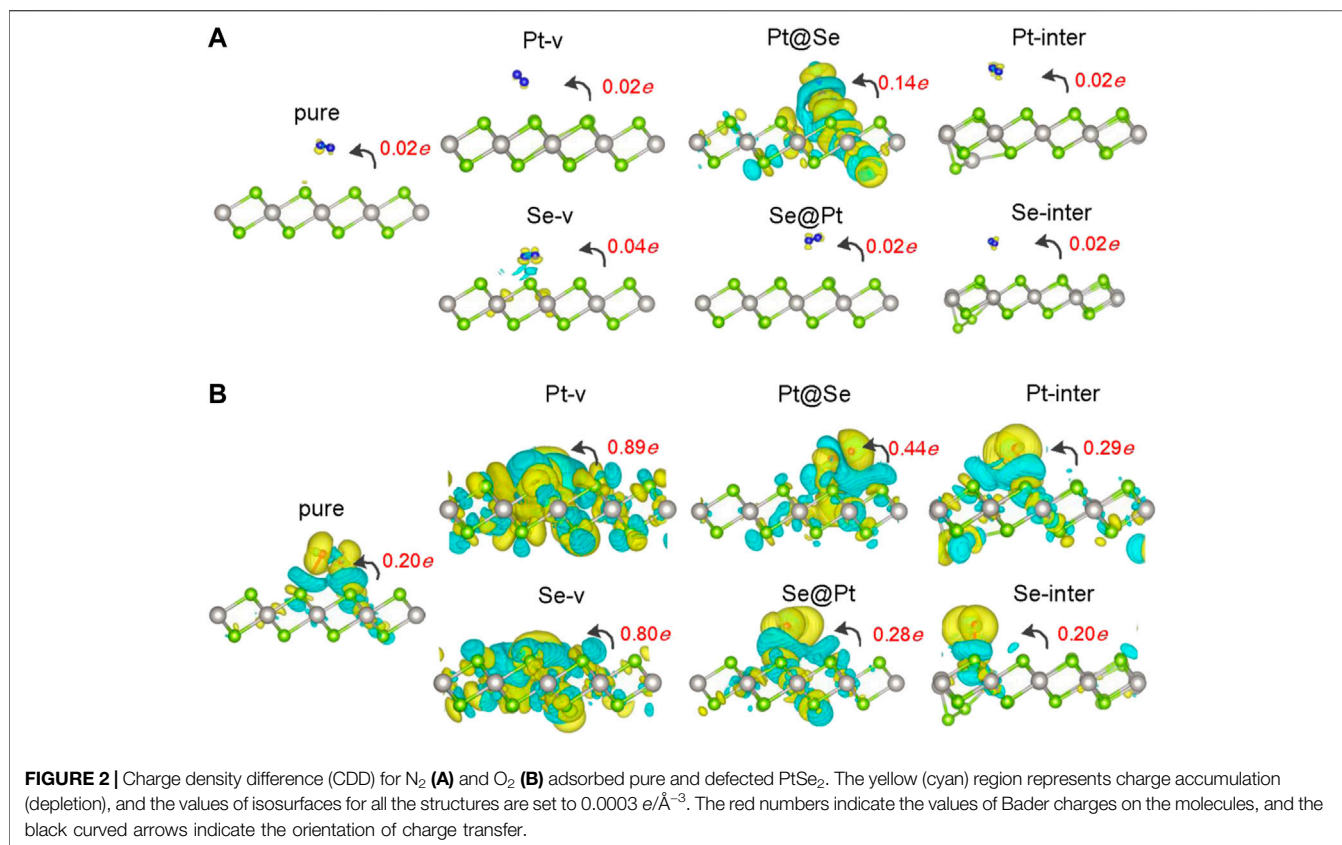 A
Pt-v
Pt@Se
Pt-inter
0.02e
0.14e
0.02e
pure
0.02e
Se-v
Se@Pt
Se-inter
0.04e
0.02e
0.02e
B
Pt-v
Pt@Se
Pt-inter
0.89e
0.44e
0.29e
pure
0.20e
Se-v
Se@Pt
Se-inter
0.80e
0.28e
0.20e
FIGURE 2 | Charge density difference (CDD) for N₂ (A) and O₂ (B) adsorbed pure and defected PtSe₂. The yellow (cyan) region represents charge accumulation
(depletion), and the values of isosurfaces for all the structures are set to 0.0003 e/Å⁻³. The red numbers indicate the values of Bader charges on the molecules, and the
black curved arrows indicate the orientation of charge transfer.